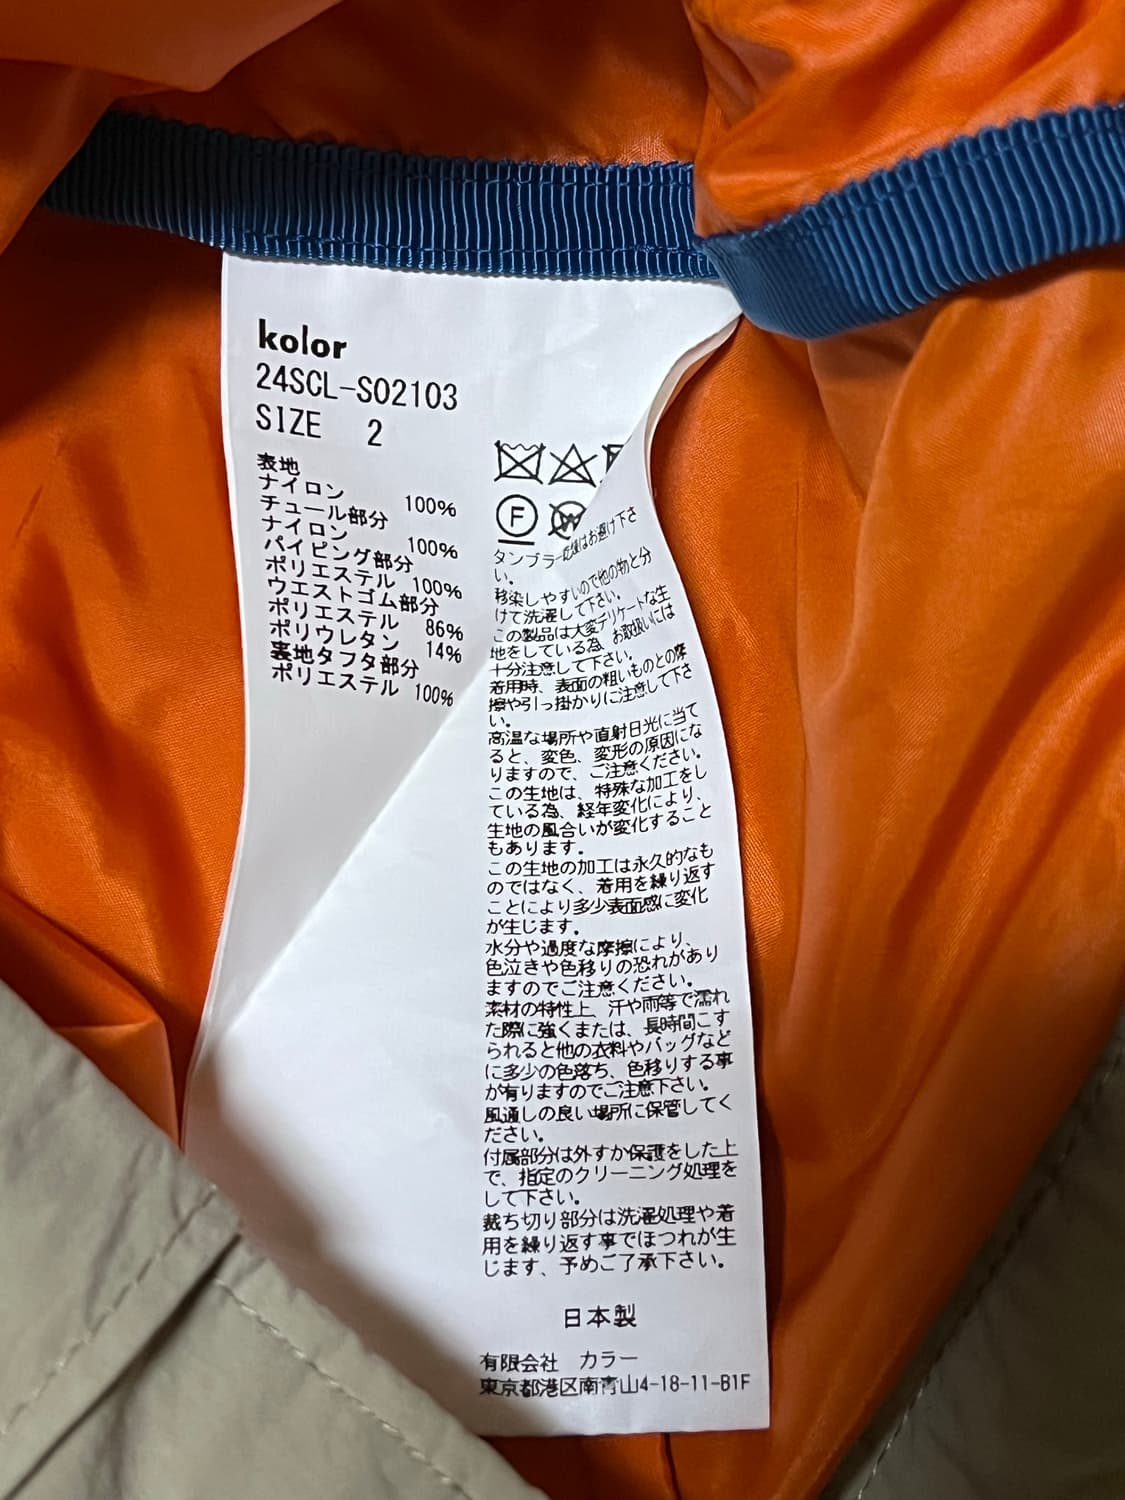 kolor
24SCL-S02103
SIZE 2
表地
ナイロン 100%
チュール部分
ナイロン 100%
パイピング部分
ポリエステル 100%
ウエストゴム部分
ポリエステル 86%
ポリウレタン 14%
裏地タフタ部分
ポリエステル 100%
F
W
タンブラー乾燥はお避け下さ
い。
移染しやすいので他の物と分
けて洗濯して下さい。
この製品は大変デリケートな生
地をしている為、お取扱いには
十分注意して下さい。
着用時、表面の粗いものとの摩
擦や引っ掛かりに注意して下さ
い。
高温な場所や直射日光に当て
ると、変色、変形の原因にな
りますので、ご注意ください。
この生地は、特殊な加工をし
ている為、経年変化により、
生地の風合いが変化すること
もあります。
この生地の加工は永久的なも
のではなく、着用を繰り返す
ことにより多少表面感に変化
が生じます。
水分や過度な摩擦により、
色泣きや色移りの恐れがあり
ますのでご注意ください。
素材の特性上、汗や雨等で濡れ
た際に強くまたは、長時間こす
られると他の衣料やバッグなど
に多少の色落ち、色移りする事
が有りますのでご注意下さい。
風通しの良い場所に保管してく
ださい。
付属部分は外すか保護をした上
で、指定のクリーニング処理を
して下さい。
裁ち切り部分は洗濯処理や着
用を繰り返す事でほつれが生
じます、予めご了承下さい。
日本製
有限会社 カラー
東京都港区南青山4-18-11-B1F